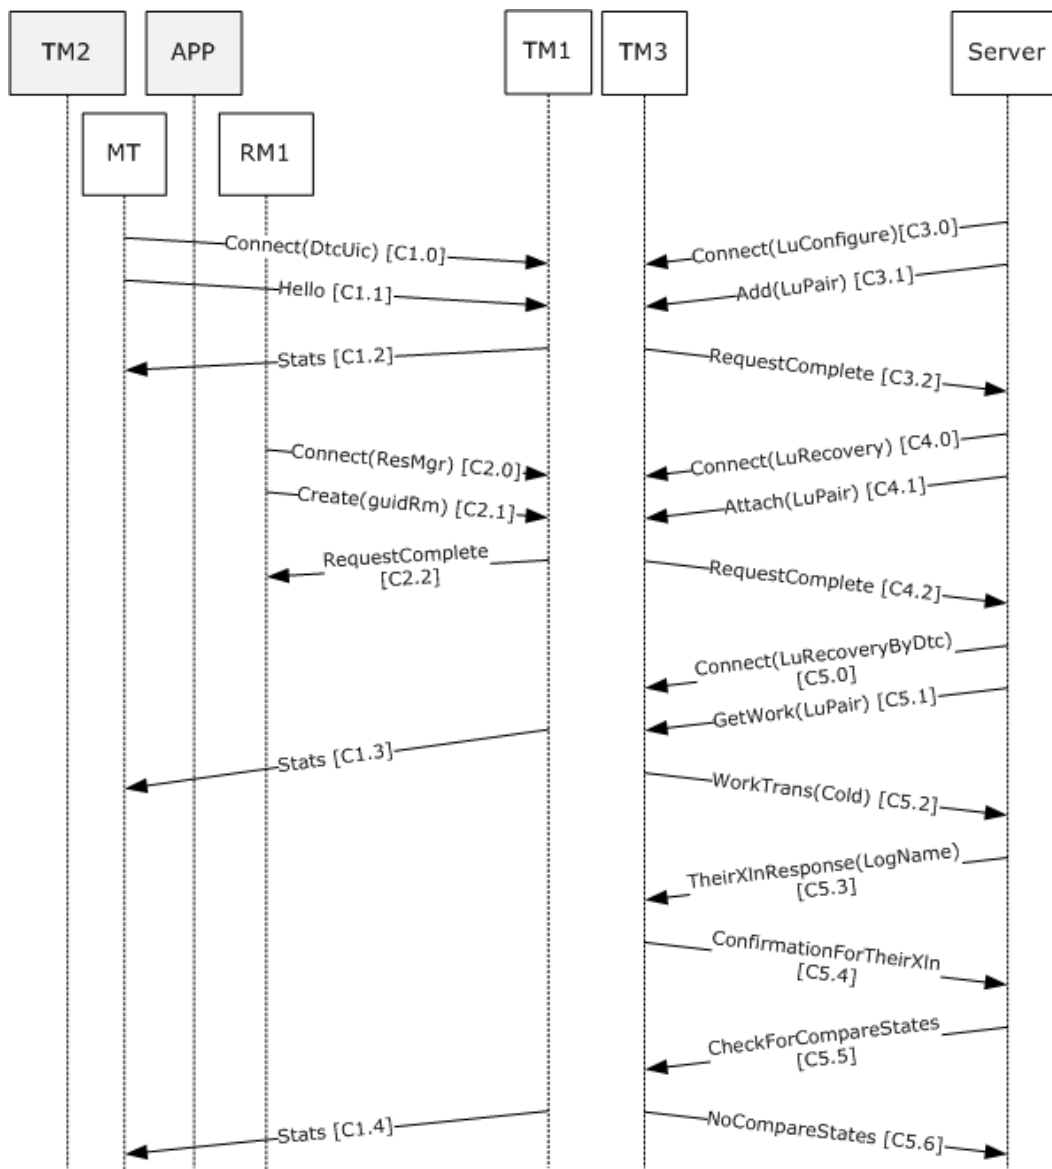 TM2
APP
TM1
TM3
Server
MT
RM1
Connect(DtcUic) [C1.0]
Connect(LuConfigure)[C3.0]
Hello [C1.1]
Add(LuPair) [C3.1]
Stats [C1.2]
RequestComplete [C3.2]
Connect(ResMgr) [C2.0]
Connect(LuRecovery) [C4.0]
Create(guidRm) [C2.1]
Attach(LuPair) [C4.1]
RequestComplete
[C2.2]
RequestComplete [C4.2]
Connect(LuRecoveryByDtc)
[C5.0]
GetWork(LuPair) [C5.1]
Stats [C1.3]
WorkTrans(Cold) [C5.2]
TheirXlnResponse(LogName)
[C5.3]
ConfirmationForTheirXln
[C5.4]
CheckForCompareStates
[C5.5]
Stats [C1.4]
NoCompareStates [C5.6]